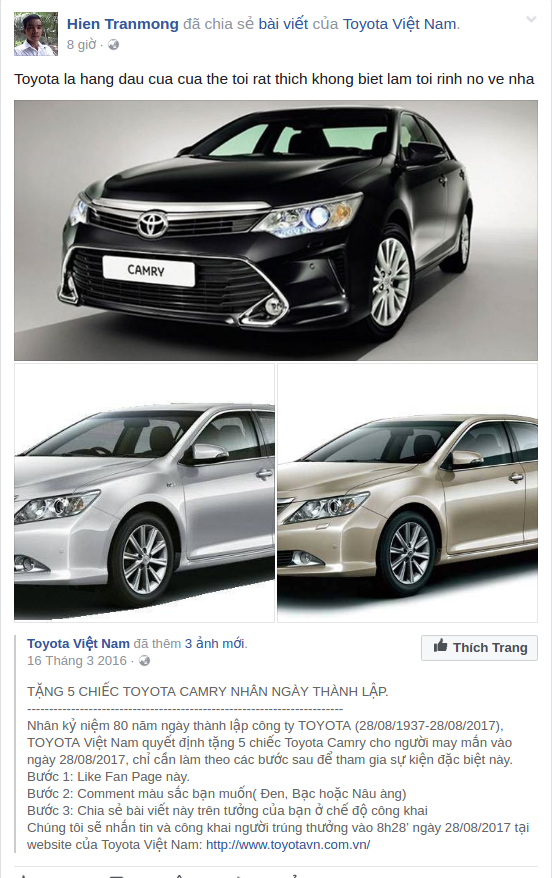 Hien Tranmong đã chia sẻ bài viết của Toyota Việt Nam.
8 giờ ·
Toyota la hang dau cua cua the toi rat thich khong biet lam toi rinh no ve nha
CAMRY
Toyota Việt Nam đã thêm 3 ảnh mới.
Thích Trang
16 Tháng 3 2016 ·
TẶNG 5 CHIẾC TOYOTA CAMRY NHÂN NGÀY THÀNH LẬP.
------------------------------------------------------------------------
Nhân kỷ niệm 80 năm ngày thành lập công ty TOYOTA (28/08/1937-28/08/2017),
TOYOTA Việt Nam quyết định tặng 5 chiếc Toyota Camry cho người may mắn vào
ngày 28/08/2017, chỉ cần làm theo các bước sau để tham gia sự kiện đặc biệt này.
Bước 1: Like Fan Page này.
Bước 2: Comment màu sắc bạn muốn( Đen, Bạc hoặc Nâu àng)
Bước 3: Chia sẻ bài viết này trên tường của bạn ở chế độ công khai
Chúng tôi sẽ nhắn tin và công khai người trúng thưởng vào 8h28' ngày 28/08/2017 tại
website của Toyota Việt Nam: http://www.toyotavn.com.vn/